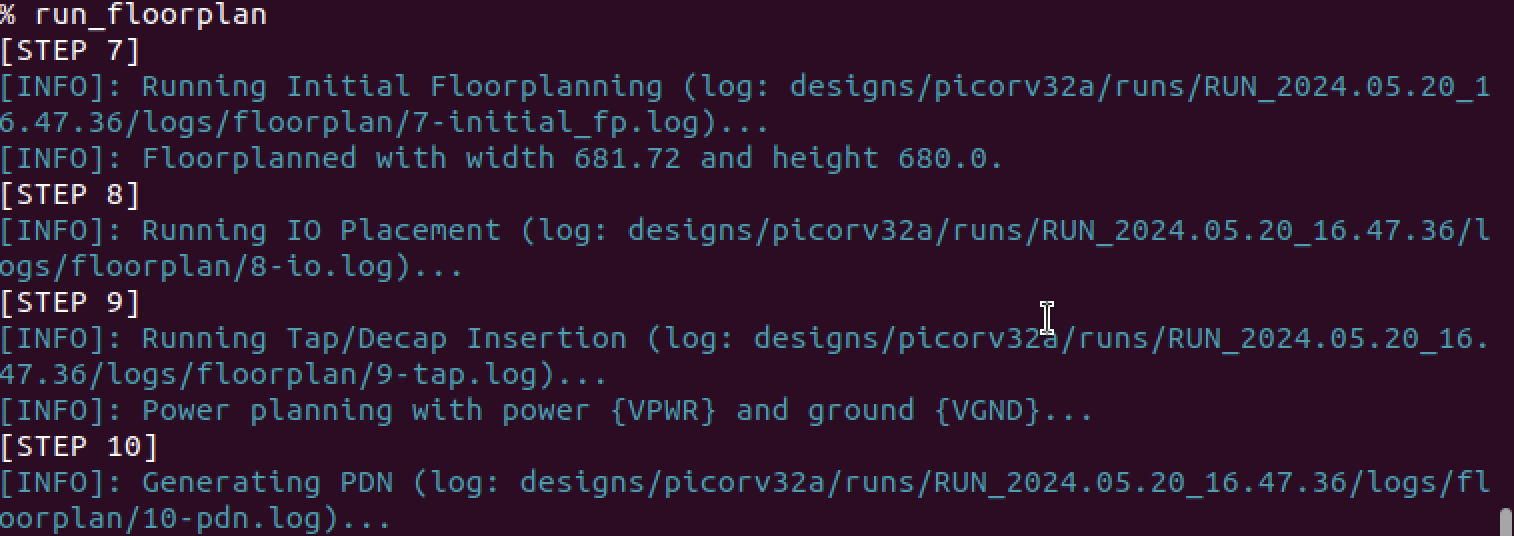 % run_floorplan
[STEP 7]
[INFO]: Running Initial Floorplanning (log: designs/picorv32a/runs/RUN_2024.05.20_1
6.47.36/logs/floorplan/7-initial_fp.log)...
[INFO]: Floorplanned with width 681.72 and height 680.0.
[STEP 8]
[INFO]: Running IO Placement (log: designs/picorv32a/runs/RUN_2024.05.20_16.47.36/l
ogs/floorplan/8-io.log)...
[STEP 9]
[INFO]: Running Tap/Decap Insertion (log: designs/picorv32a/runs/RUN_2024.05.20_16.
47.36/logs/floorplan/9-tap.log)...
[INFO]: Power planning with power {VPWR} and ground {VGND}...
[STEP 10]
[INFO]: Generating PDN (log: designs/picorv32a/runs/RUN_2024.05.20_16.47.36/logs/fl
oorplan/10-pdn.log)...